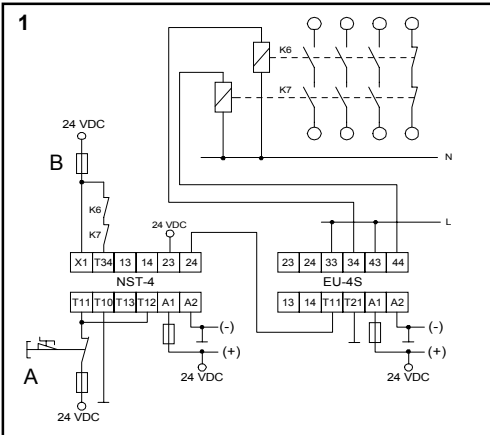 1
K6
K7
24 VDC
B
N
K6
K7
24 VDC
L
X1 T34 13 14 23 24
23 24 33 34 43 44
NST-4
EU-4S
T11 T10 T13 T12 A1 A2
13 14 T11 T21 A1 A2
(-)
(-)
(+)
(+)
A
24 VDC
24 VDC
24 VDC